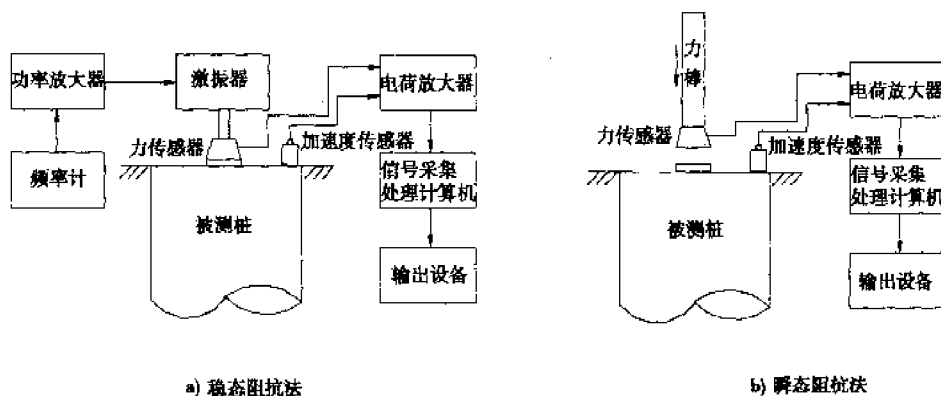 功率放大器
激振器
电荷放大器
力传感器
加速度传感器
频率计
信号采集
处理计算机
被测桩
输出设备
a) 稳态阻抗法
力
棒
电荷放大器
力传感器
加速度传感器
信号采集
处理计算机
被测桩
输出设备
b) 瞬态阻抗法